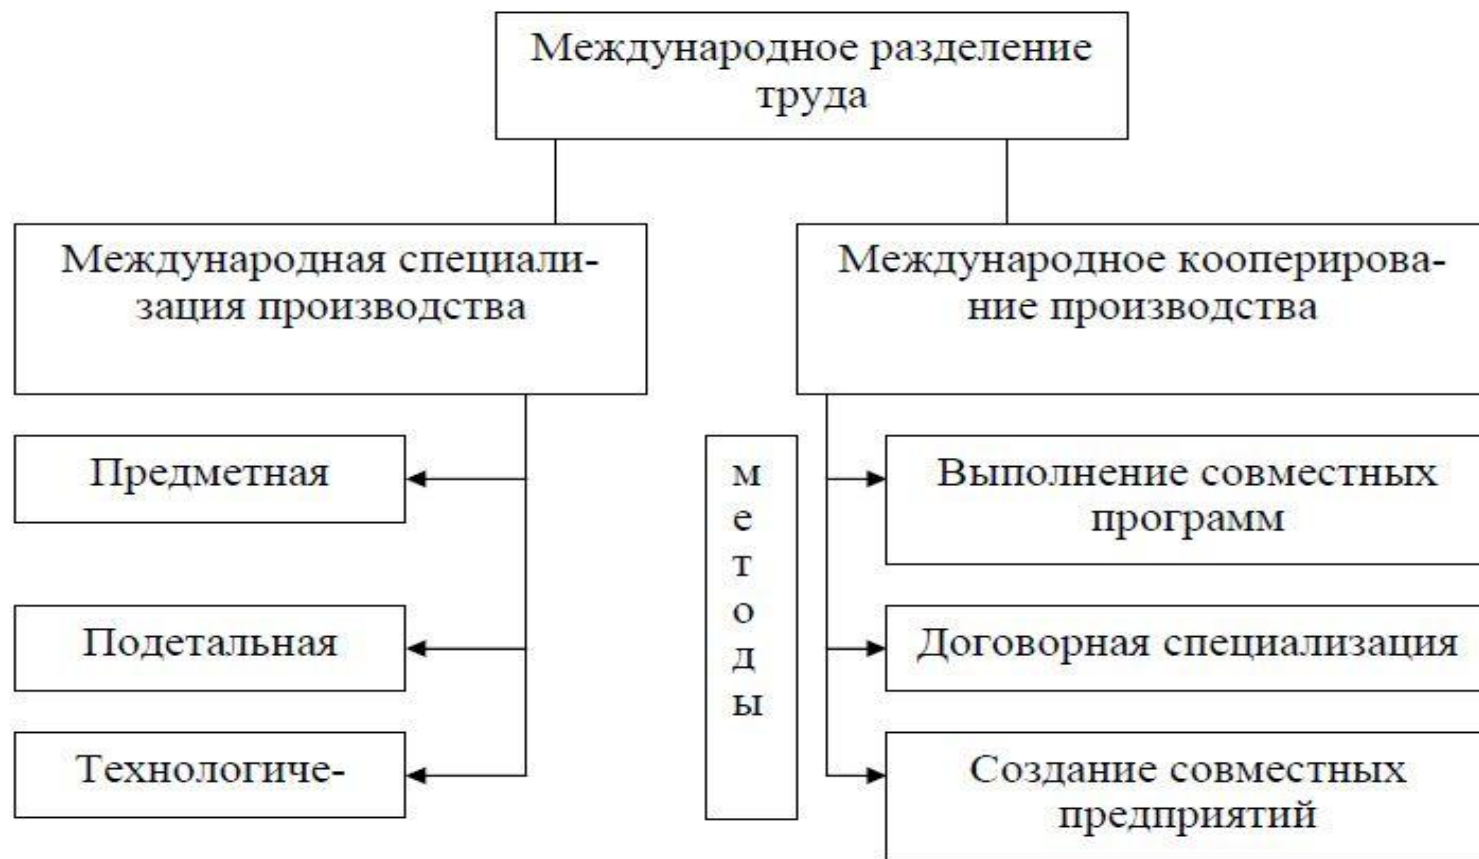 Международное разделение
труда
Международная специали-
зация производства
Международное кооперирова-
ние производства
Предметная
Подетальная
Технологиче-
м
е
т
о
д
ы
Выполнение совместных
программ
Договорная специализация
Создание совместных
предприятий